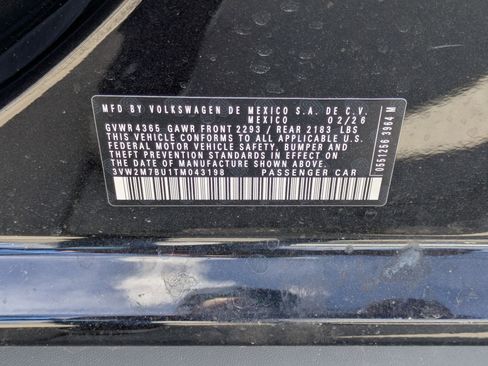 MFD BY VOLKSWAGEN DE MEXICO S.A. DE C.V.
MEXICO 02/26
GVWR 4365 GAWR FRONT 2293 / REAR 2183 LBS
THIS VEHICLE CONFORMS TO ALL APPLICABLE U.S.
FEDERAL MOTOR VEHICLE SAFETY, BUMPER AND
THEFT PREVENTION STANDARDS IN EFFECT ON
THE DATE OF MANUFACTURE SHOWN ABOVE.
3VW2M7BU1TM043198 PASSENGER CAR
0551256 3964 M